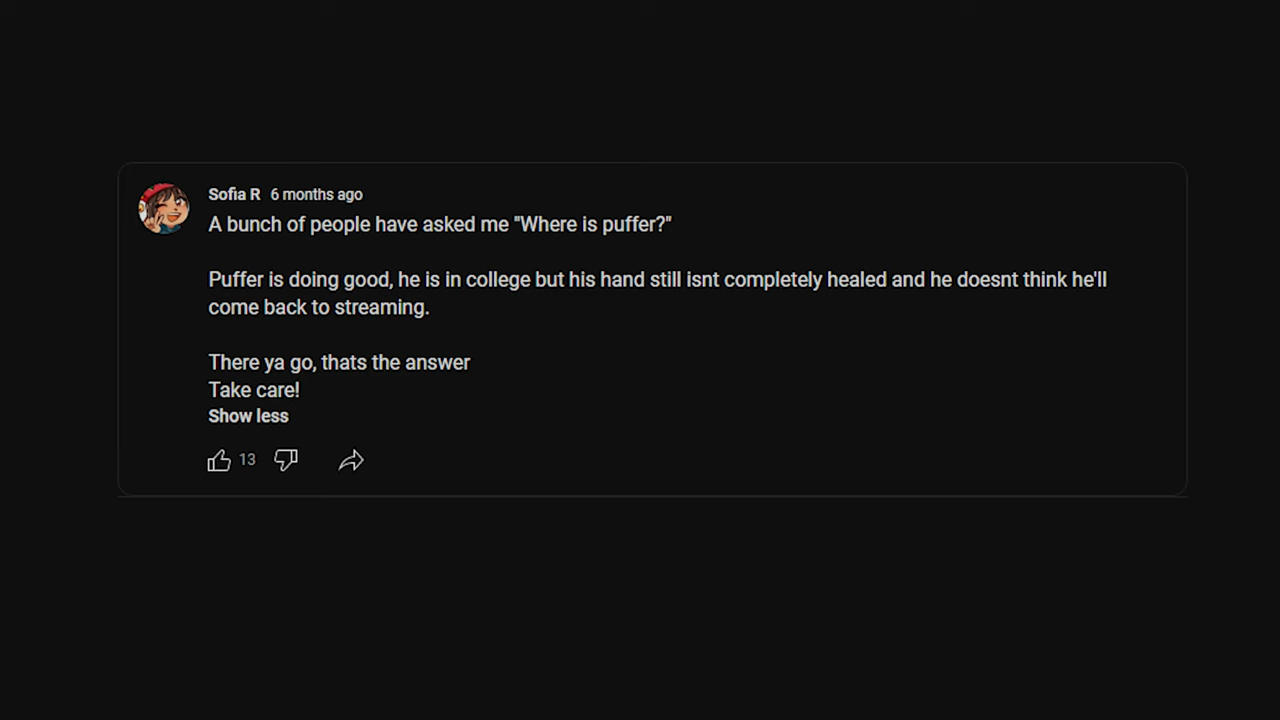 Sofia R 6 months ago
A bunch of people have asked me "Where is puffer?"
Puffer is doing good, he is in college but his hand still isnt completely healed and he doesnt think he'll
come back to streaming.
There ya go, thats the answer
Take care!
Show less
13